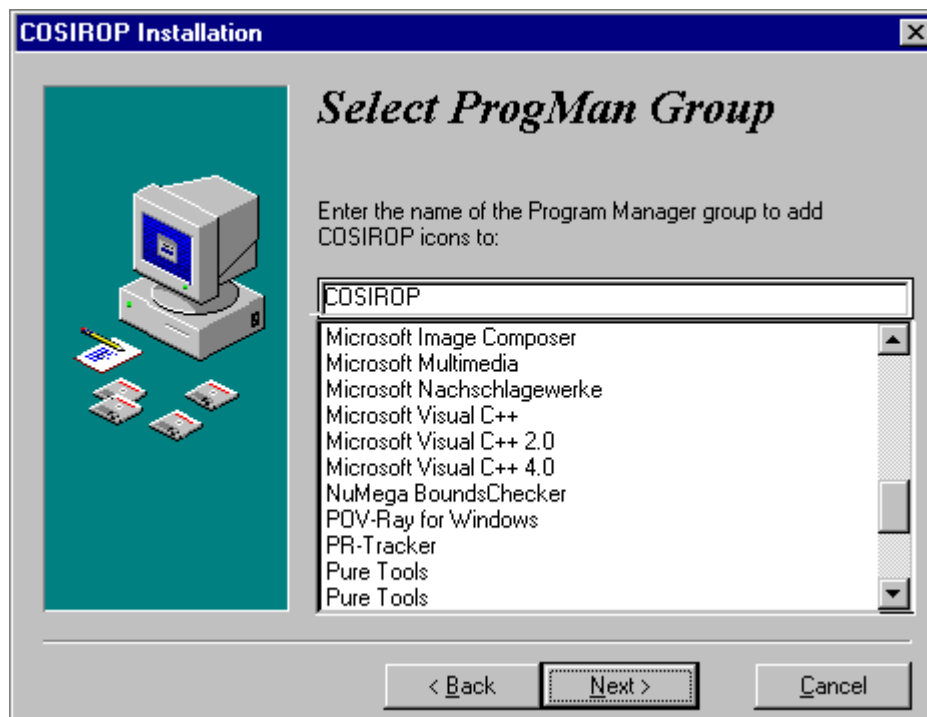 COSIROP Installation
Select ProgMan Group
Enter the name of the Program Manager group to add
COSIROP icons to:
COSIROP
Microsoft Image Composer
Microsoft Multimedia
Microsoft Nachschlagewerke
Microsoft Visual C++
Microsoft Visual C++ 2.0
Microsoft Visual C++ 4.0
NuMega BoundsChecker
POV-Ray for Windows
PR-Tracker
Pure Tools
Pure Tools
< Back
Next >
Cancel